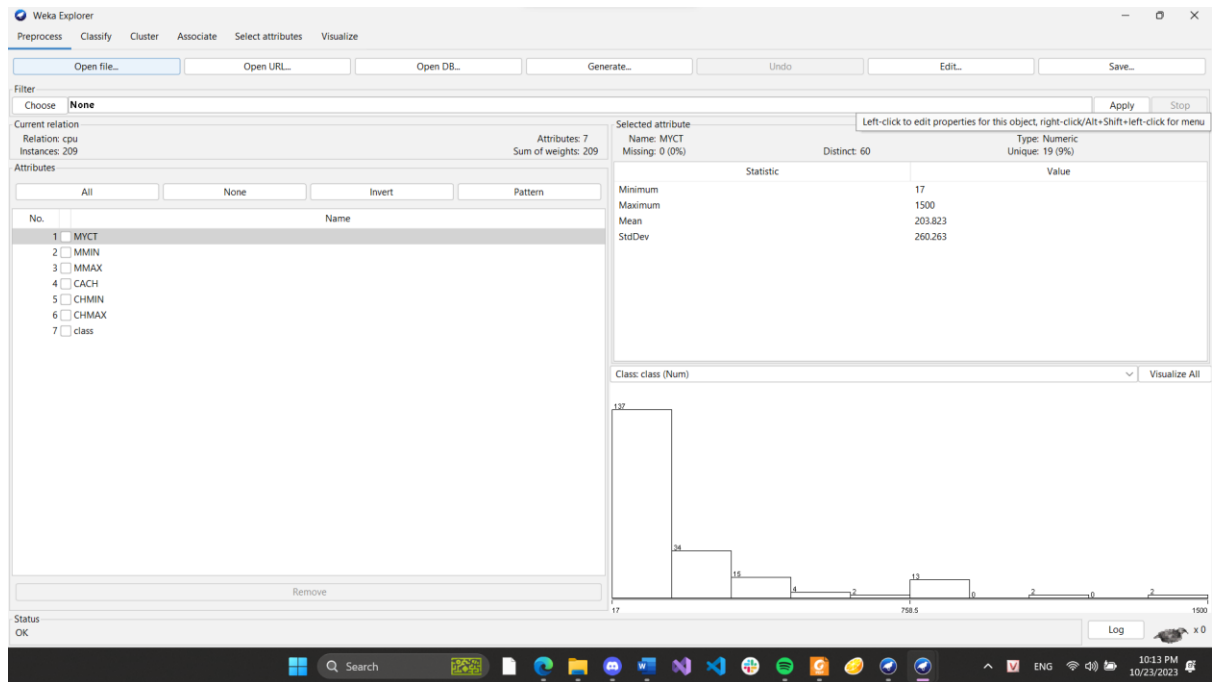 Weka Explorer
Preprocess Classify Cluster Associate Select attributes Visualize
Open file... Open URL... Open DB... Generate... Undo Edit... Save...
Filter
Choose None Apply Stop
Left-click to edit properties for this object, right-click/Alt+Shift+left-click for menu
Current relation
Relation: cpu Attributes: 7
Instances: 209 Sum of weights: 209
Attributes
All None Invert Pattern
No. Name
1 MYCT
2 MMIN
3 MMAX
4 CACH
5 CHMIN
6 CHMAX
7 class
Remove
Selected attribute
Name: MYCT Type: Numeric
Missing: 0 (0%) Distinct: 60 Unique: 19 (9%)
Statistic Value
Minimum 17
Maximum 1500
Mean 203.823
StdDev 260.263
Class: class (Num) Visualize All
137
34
15
4
2
13
0
2
0
2
17 758.5 1500
Status
OK
Log x 0
Search
V ENG 10:13 PM
10/23/2023